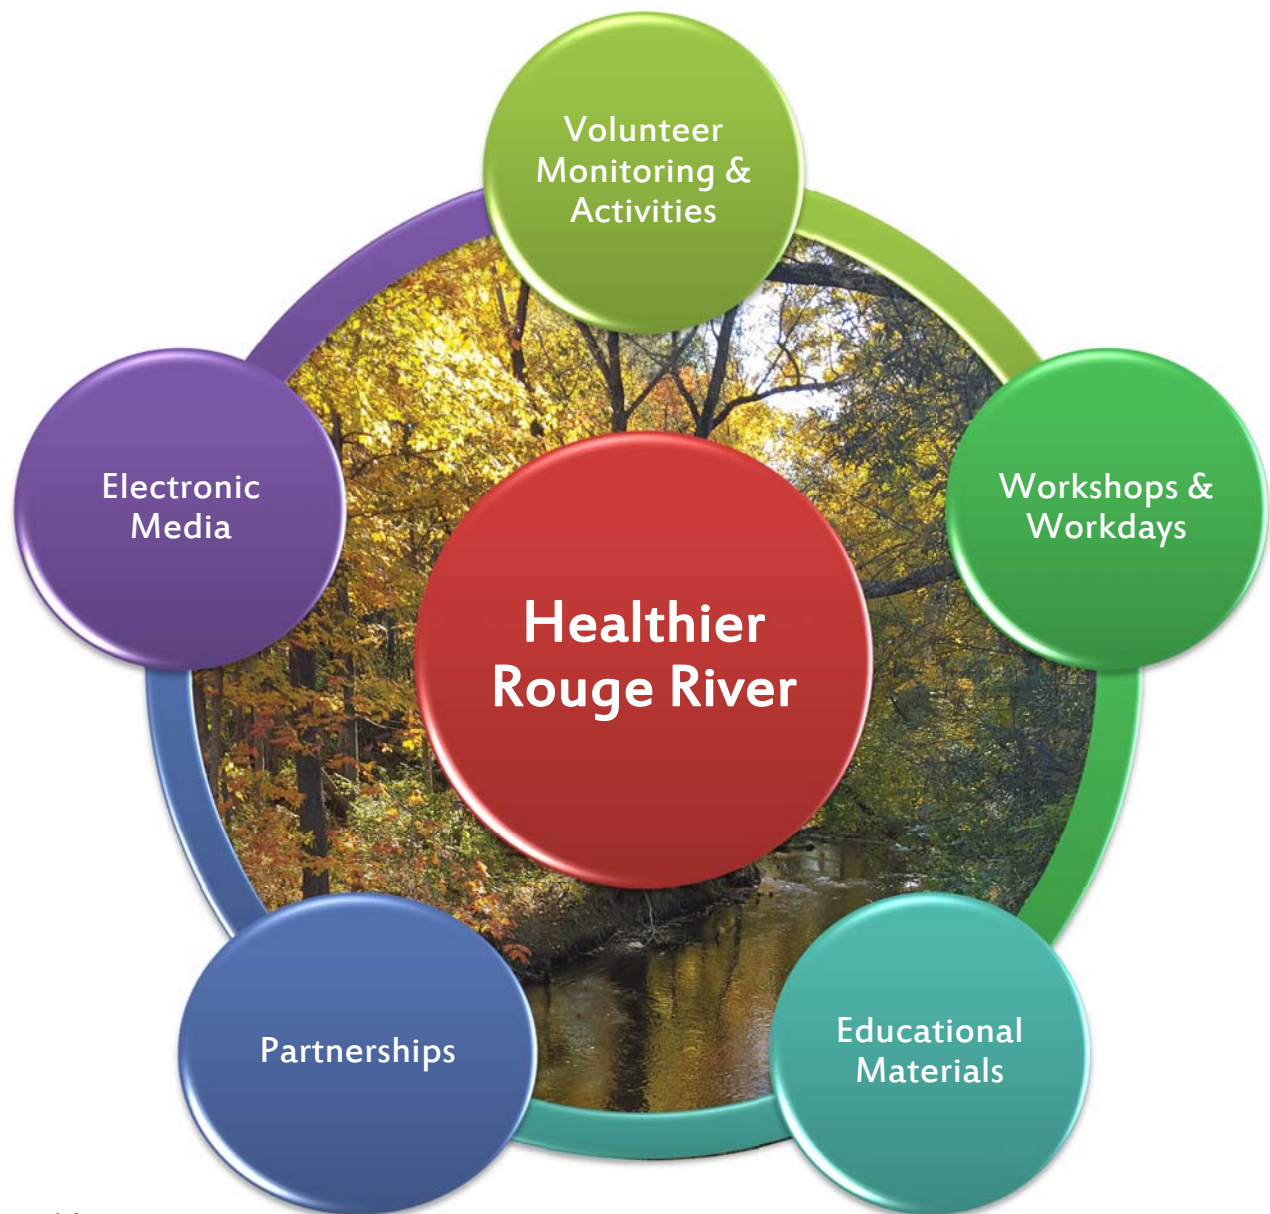 Volunteer
Monitoring &
Activities
Electronic
Media
Workshops &
Workdays
Healthier
Rouge River
Partnerships
Educational
Materials